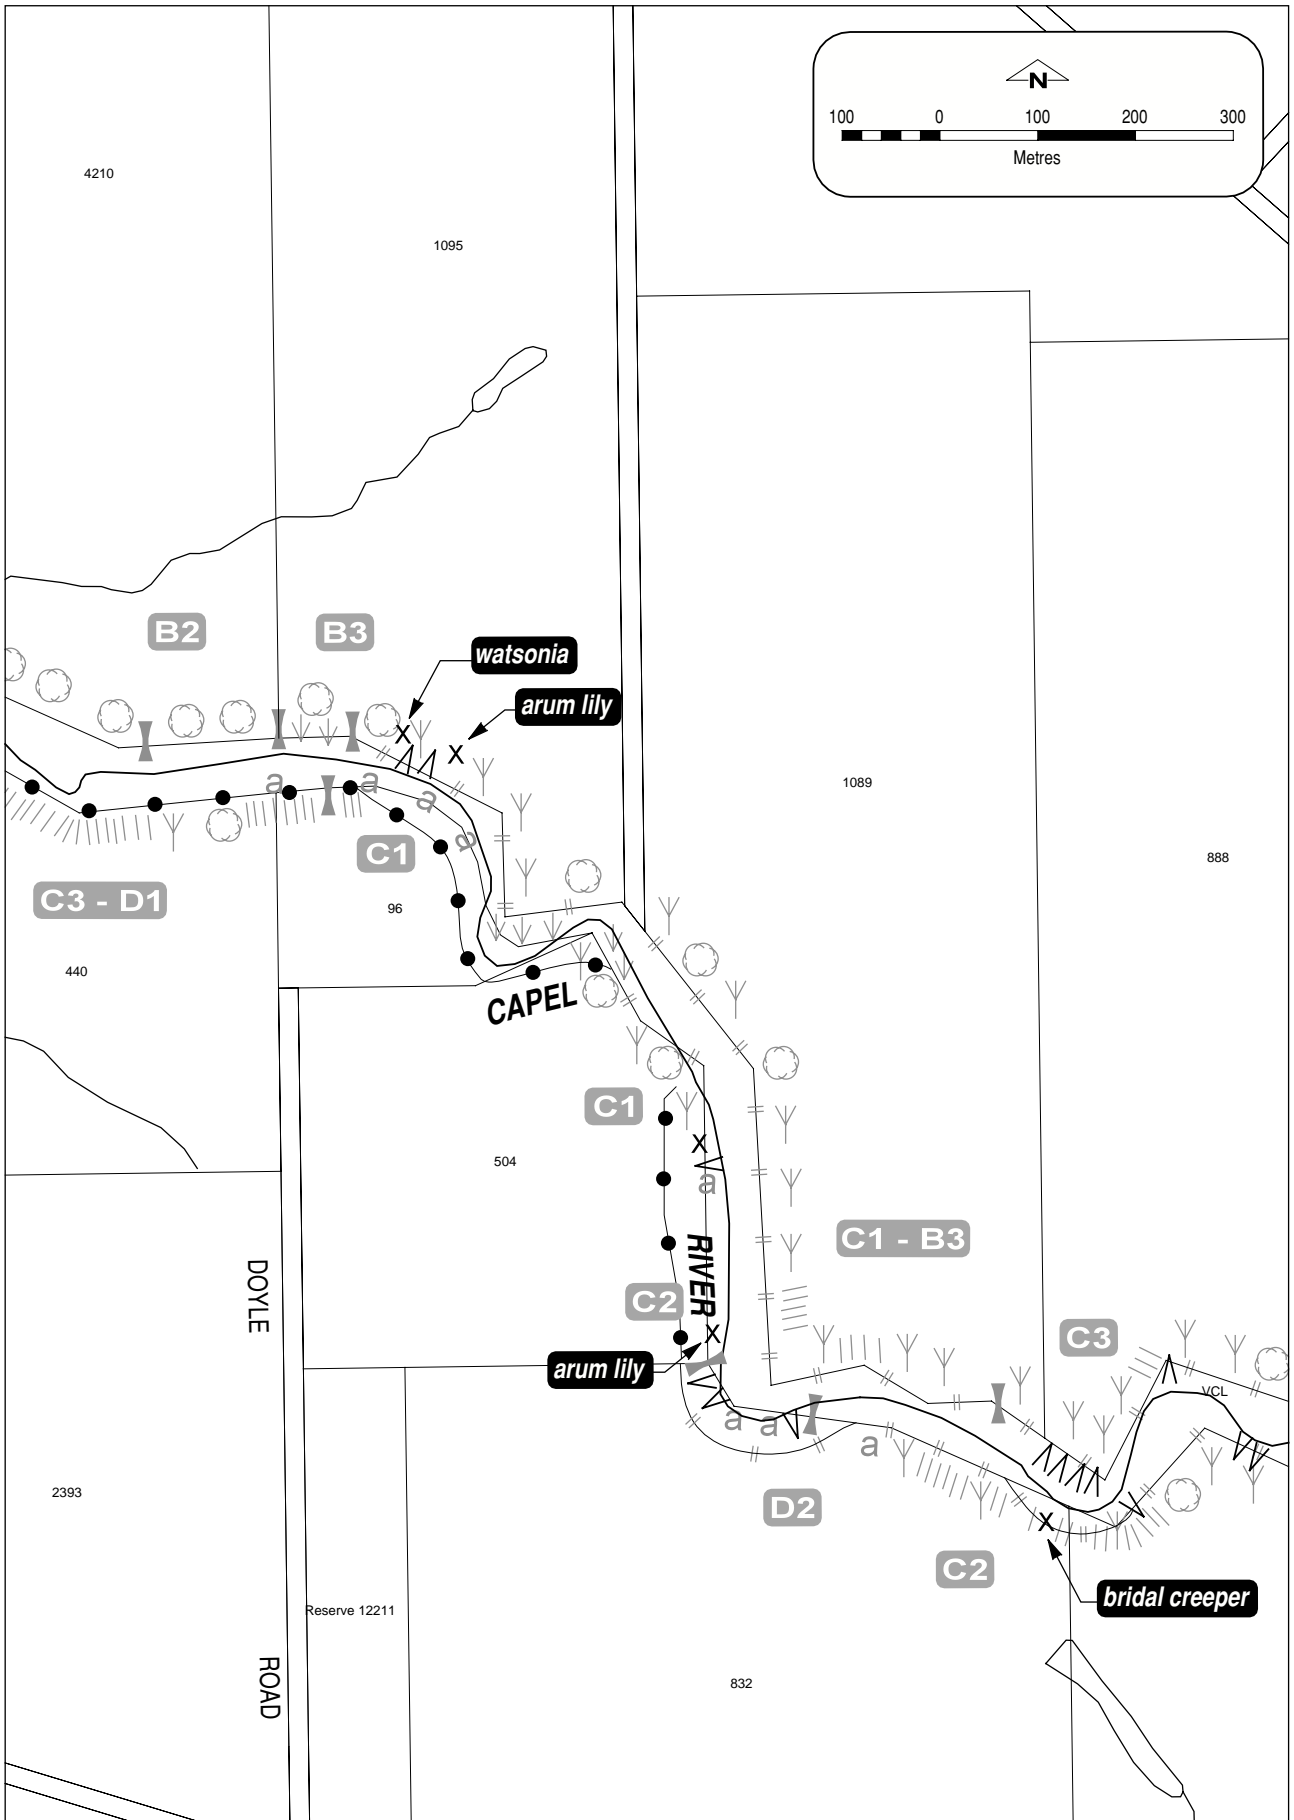 N
100 0 100 200 300
Metres
4210
1095
B2
B3
watsonia
arum lily
X
X
1089
888
a
a
a
a
C1
C3 - D1
96
440
CAPEL
C1
504
X
a
C1 - B3
RIVER
C2
X
arum lily
DOYLE
C3
VCL
a
a
a
2393
D2
X
C2
bridal creeper
Reserve 12211
ROAD
832